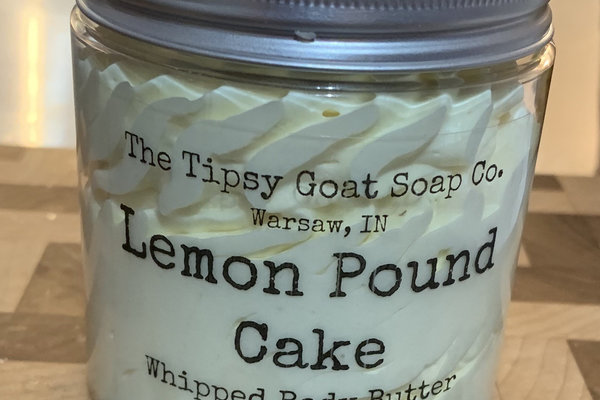 The Tipsy Goat Soap Co.
Warsaw, IN
Lemon Pound
Cake
Whipped Body Butter